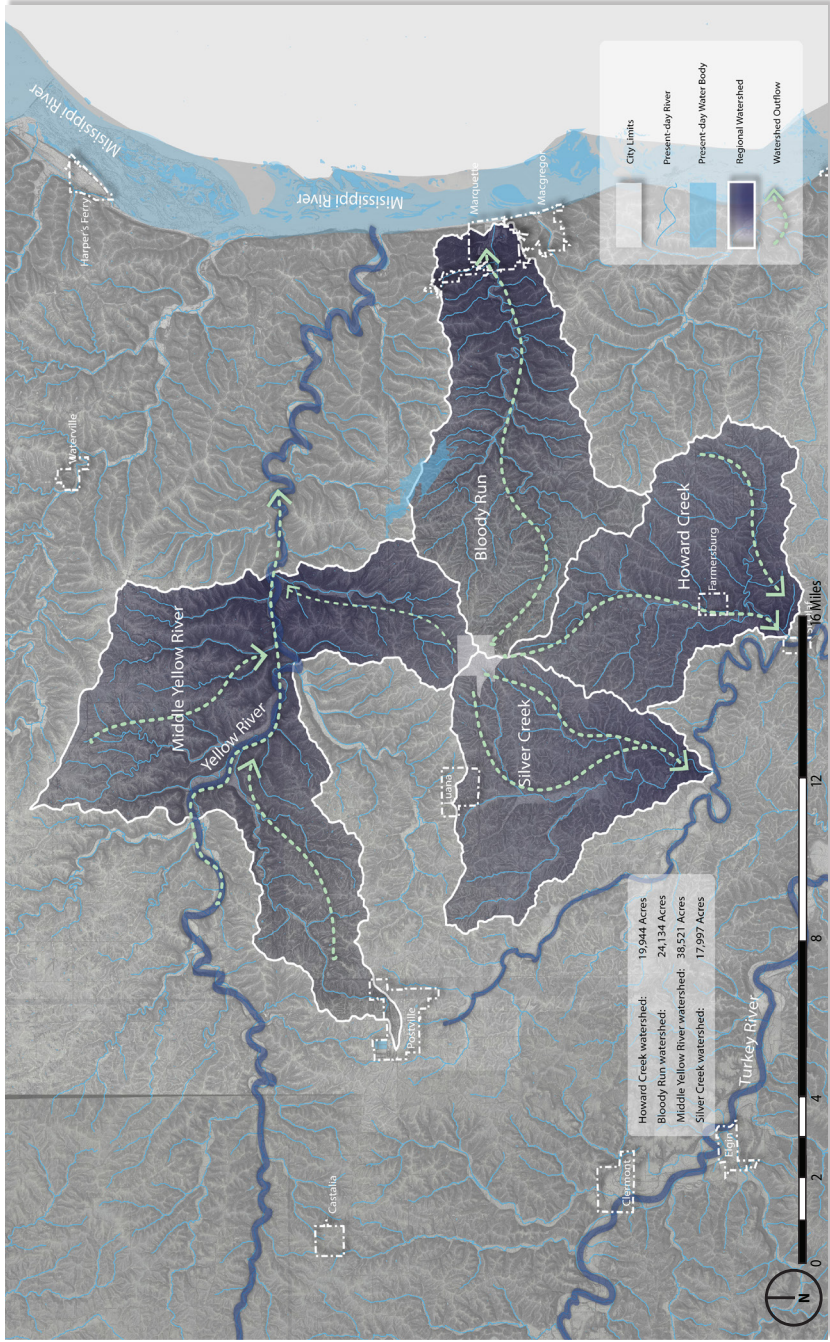 Mississippi River
Harper's Ferry
Waterville
Mississippi River
Marquette
Macgregor
City Limits
Present-day River
Present-day Water Body
Regional Watershed
Watershed Outflow
Middle Yellow River
Yellow River
Bloody Run
Howard Creek
Farmersburg
Silver Creek
Luana
Postville
Castalia
Clermont
Elgin
Turkey River
Howard Creek watershed: 19,944 Acres
Bloody Run watershed: 24,134 Acres
Middle Yellow River watershed: 38,521 Acres
Silver Creek watershed: 17,997 Acres
0 2 4 8 12 16 Miles
N